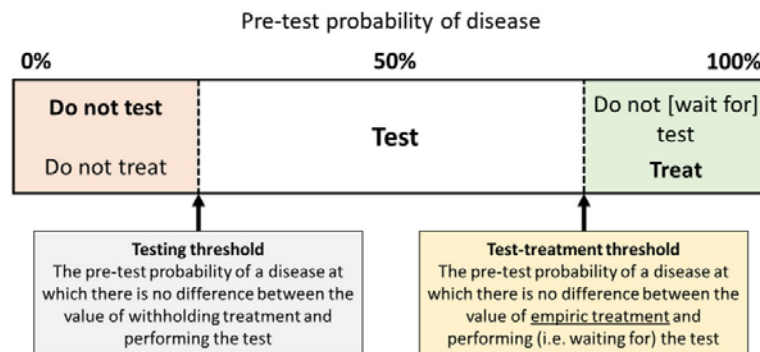 Pre-test probability of disease
0% 50% 100%
Do not test
Do not treat
Test
Do not [wait for]
test
Treat
Testing threshold
The pre-test probability of a disease at
which there is no difference between the
value of withholding treatment and
performing the test
Test-treatment threshold
The pre-test probability of a disease at
which there is no difference between the
value of empiric treatment and
performing (i.e. waiting for) the test